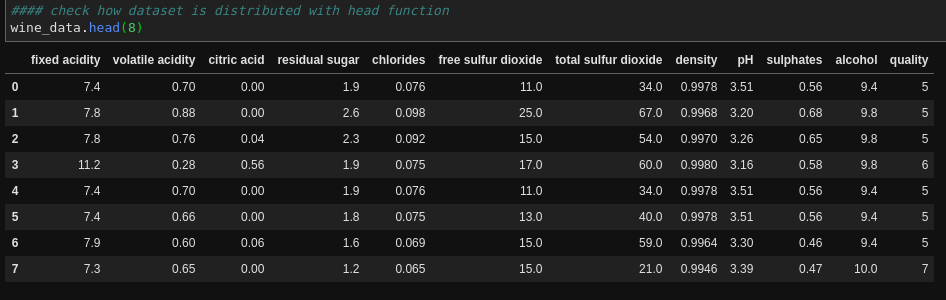 #### check how dataset is distributed with head function
wine_data.head(8)
fixed acidity volatile acidity citric acid residual sugar chlorides free sulfur dioxide total sulfur dioxide density pH sulphates alcohol quality
0 7.4 0.70 0.00 1.9 0.076 11.0 34.0 0.9978 3.51 0.56 9.4 5
1 7.8 0.88 0.00 2.6 0.098 25.0 67.0 0.9968 3.20 0.68 9.8 5
2 7.8 0.76 0.04 2.3 0.092 15.0 54.0 0.9970 3.26 0.65 9.8 5
3 11.2 0.28 0.56 1.9 0.075 17.0 60.0 0.9980 3.16 0.58 9.8 6
4 7.4 0.70 0.00 1.9 0.076 11.0 34.0 0.9978 3.51 0.56 9.4 5
5 7.4 0.66 0.00 1.8 0.075 13.0 40.0 0.9978 3.51 0.56 9.4 5
6 7.9 0.60 0.06 1.6 0.069 15.0 59.0 0.9964 3.30 0.46 9.4 5
7 7.3 0.65 0.00 1.2 0.065 15.0 21.0 0.9946 3.39 0.47 10.0 7